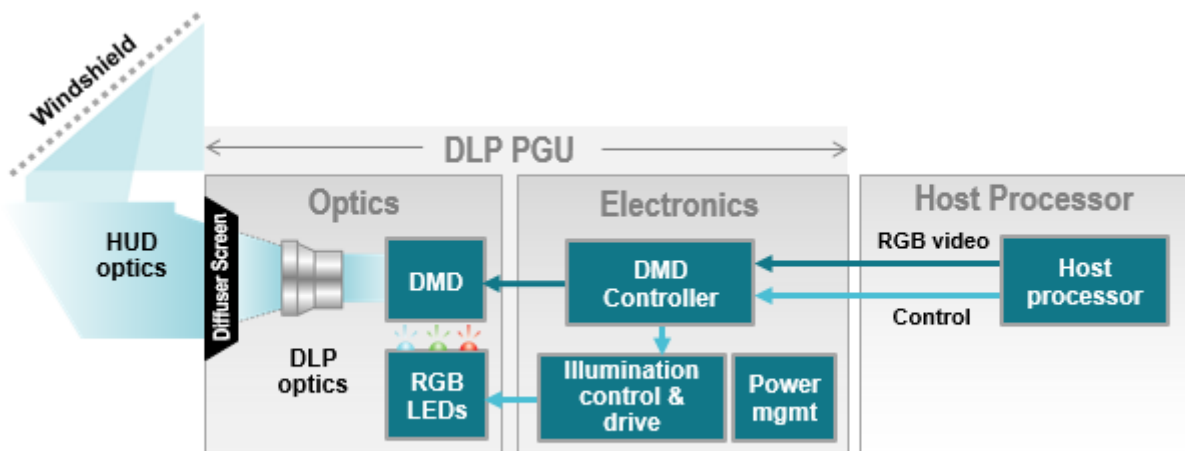 Windshield
DLP PGU
Optics
Electronics
Host Processor
HUD
optics
Diffuser Screen
DLP
optics
DMD
RGB
LEDs
DMD
Controller
Illumination
control &
drive
Power
mgmt
RGB video
Control
Host
processor